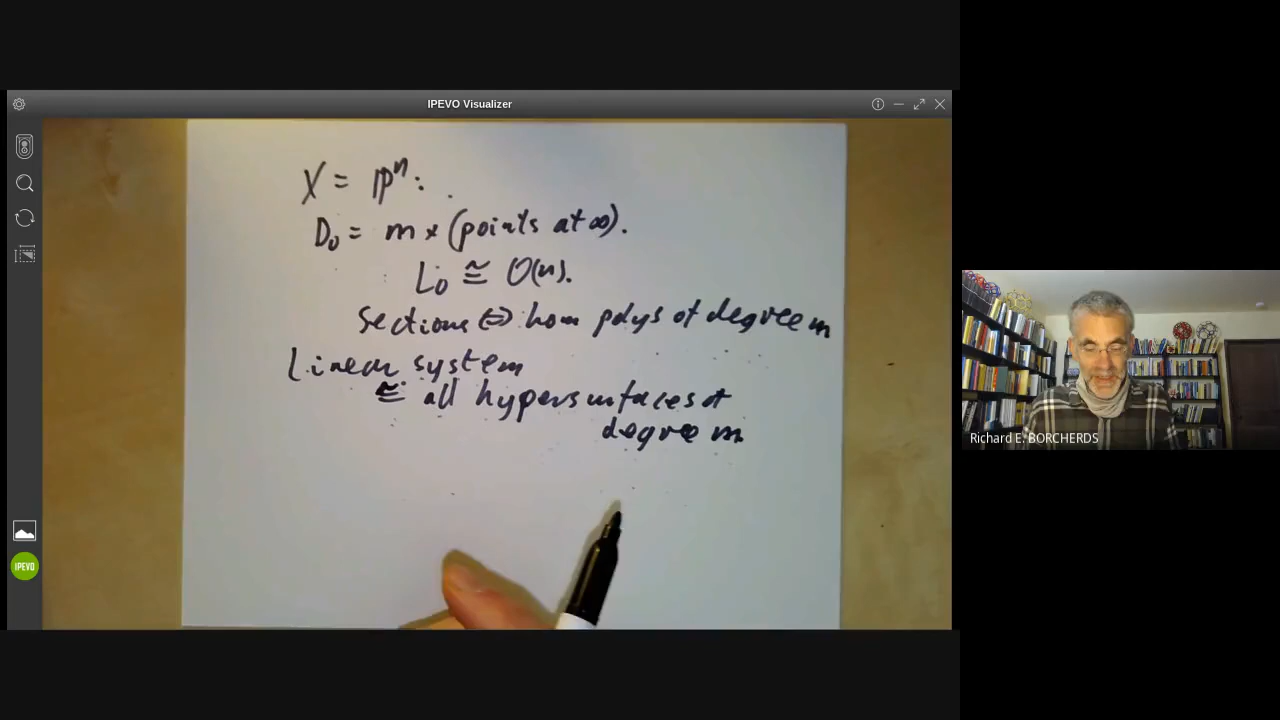 IPEVO Visualizer
X = ℙⁿ:
D₀ = m × (points at ∞).
L₀ ≅ O(n).
Sections ⇔ hom polys of degree m
Linear system
≅ all hypersurfaces of
degree m
Richard E. BORCHERDS
IPEVO